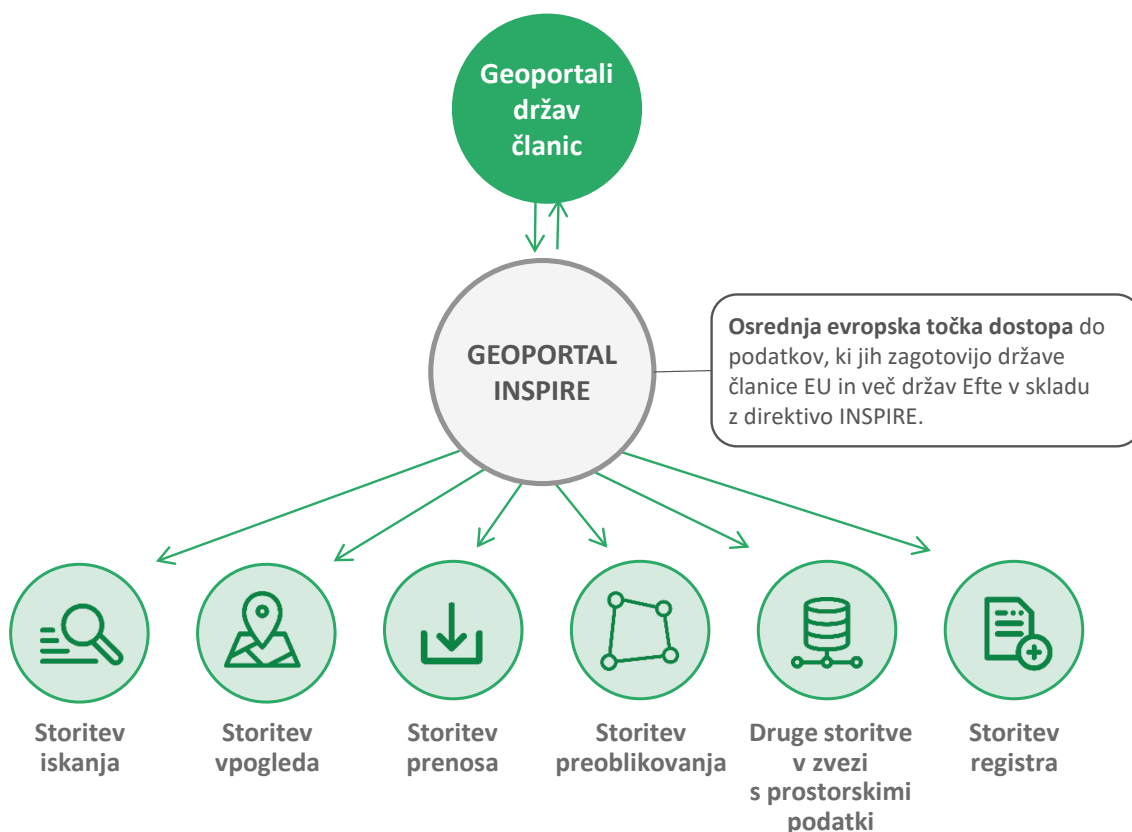 Geoportali
držav
članic
GEOPORTAL
INSPIRE
Osrednja evropska točka dostopa do
podatkov, ki jih zagotovijo države
članice EU in več držav Efte v skladu
z direktivo INSPIRE.
Storitev
iskanja
Storitev
vpogleda
Storitev
prenosa
Storitev
preoblikovanja
Druge storitve
v zvezi
s prostorskimi
podatki
Storitev
registra